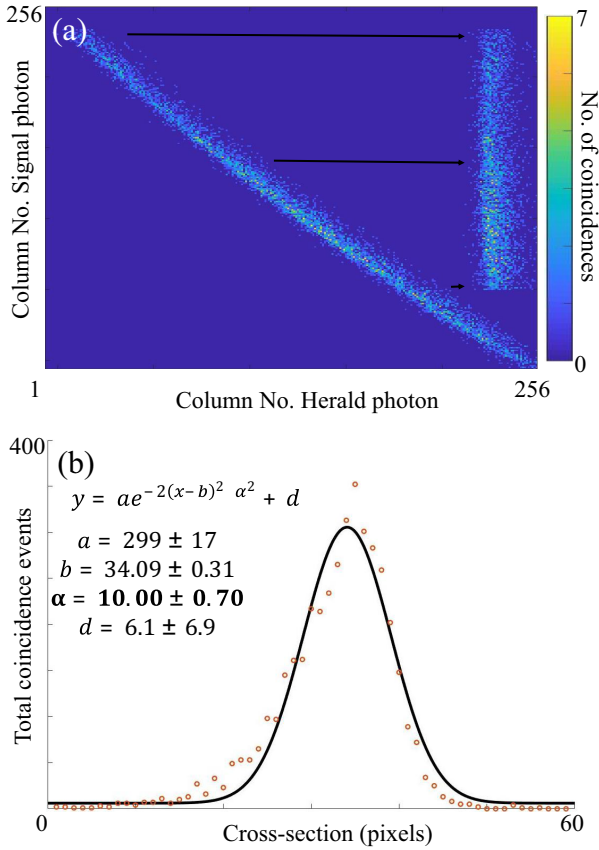 256
(a)
7
Column No. Signal photon
No. of coincidences
0
1
256
Column No. Herald photon
400
(b)
y = ae^{−2(x−b)^2 α^2} + d
a = 299 ± 17
b = 34.09 ± 0.31
α = 10.00 ± 0.70
d = 6.1 ± 6.9
Total coincidence events
0
60
Cross-section (pixels)